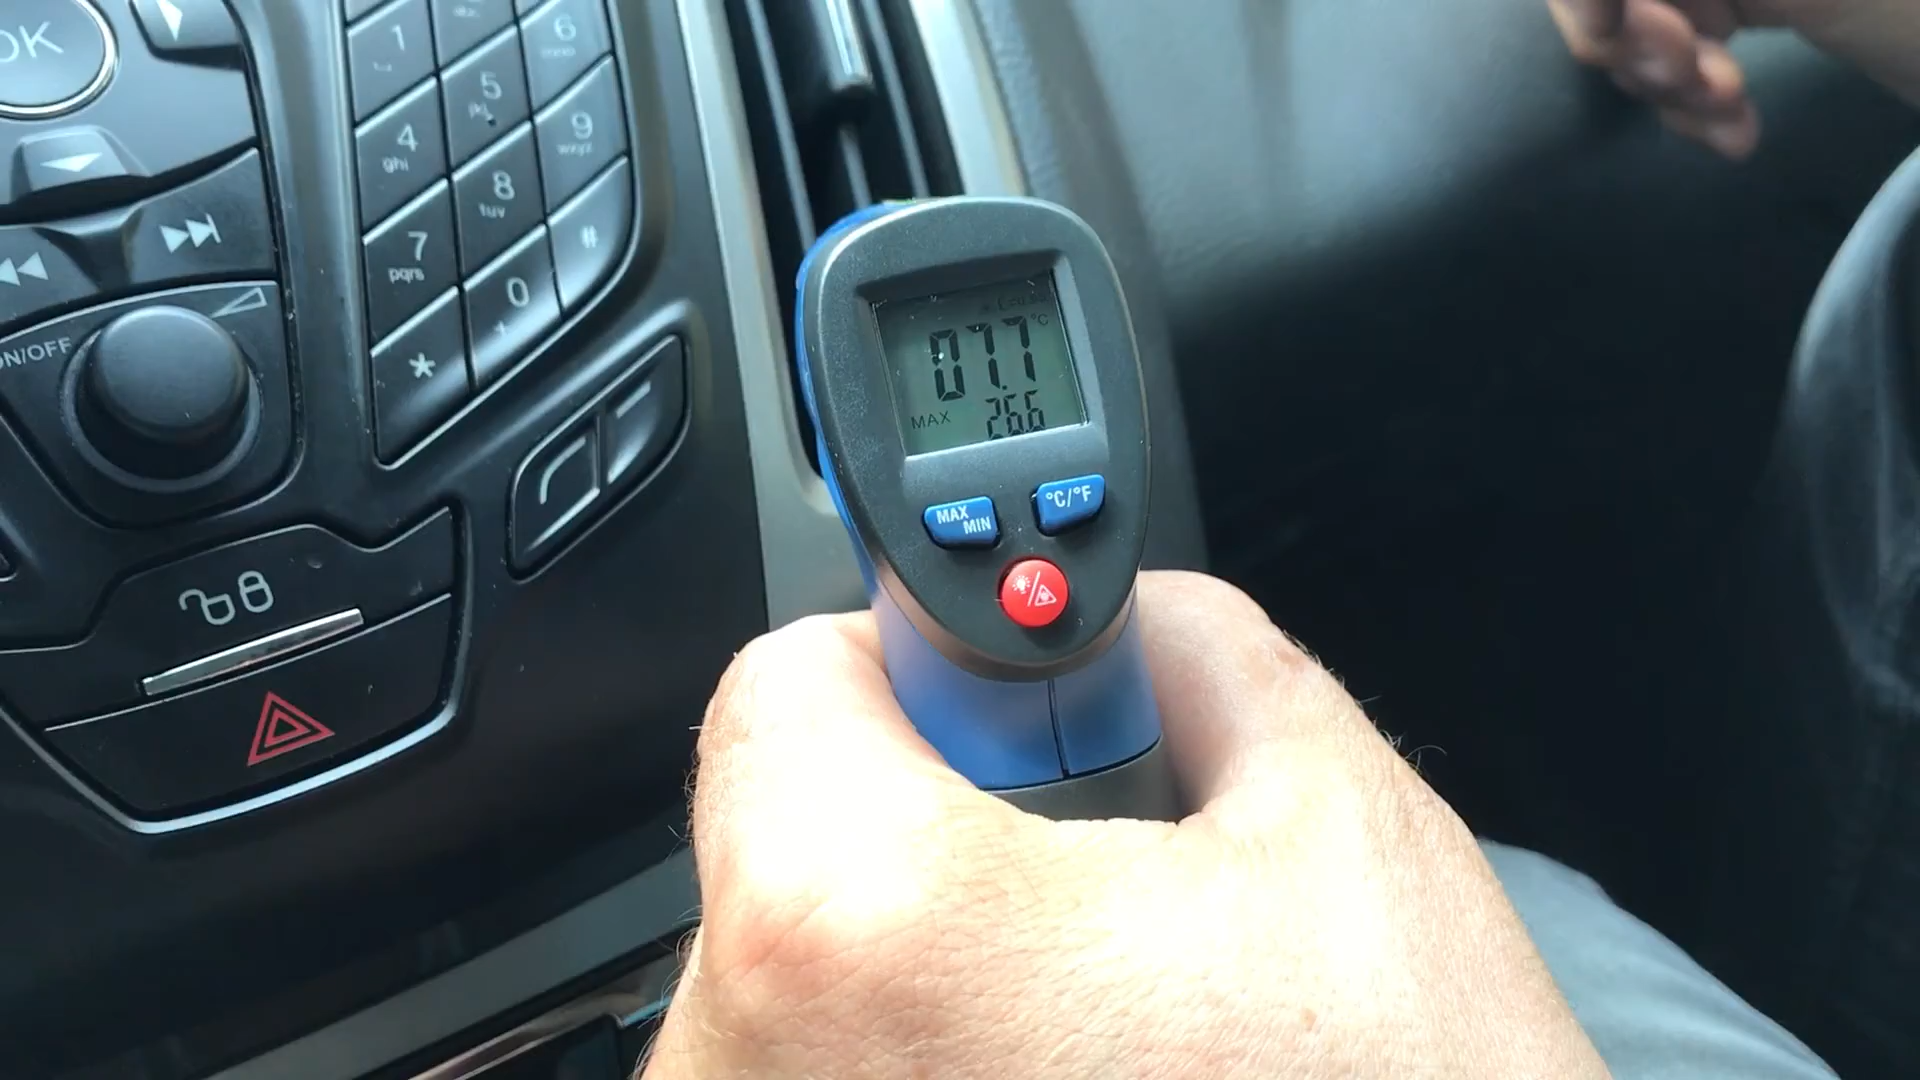 OK
1
6
5
jkl
9
wxyz
4
ghi
8
tuv
#
7
pqrs
0
+
*
ON/OFF
07.7 °C
MAX 26.6
MAX
MIN
°C/°F